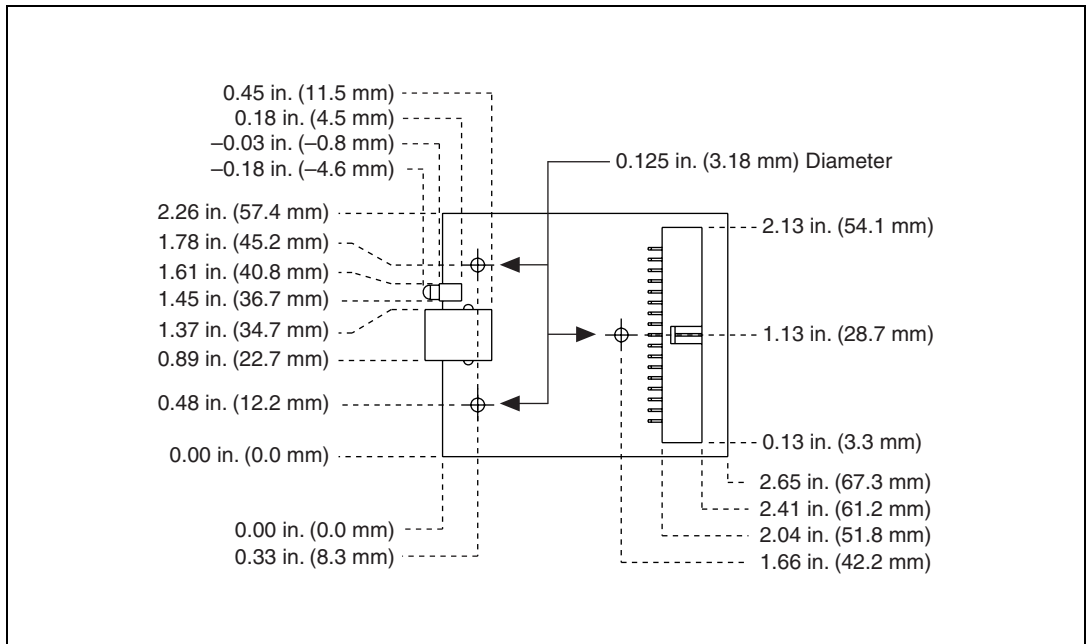 0.45 in. (11.5 mm)
0.18 in. (4.5 mm)
–0.03 in. (–0.8 mm)
–0.18 in. (–4.6 mm)
0.125 in. (3.18 mm) Diameter
2.26 in. (57.4 mm)
1.78 in. (45.2 mm)
1.61 in. (40.8 mm)
1.45 in. (36.7 mm)
1.37 in. (34.7 mm)
0.89 in. (22.7 mm)
0.48 in. (12.2 mm)
0.00 in. (0.0 mm)
2.13 in. (54.1 mm)
1.13 in. (28.7 mm)
0.13 in. (3.3 mm)
0.00 in. (0.0 mm)
0.33 in. (8.3 mm)
2.65 in. (67.3 mm)
2.41 in. (61.2 mm)
2.04 in. (51.8 mm)
1.66 in. (42.2 mm)